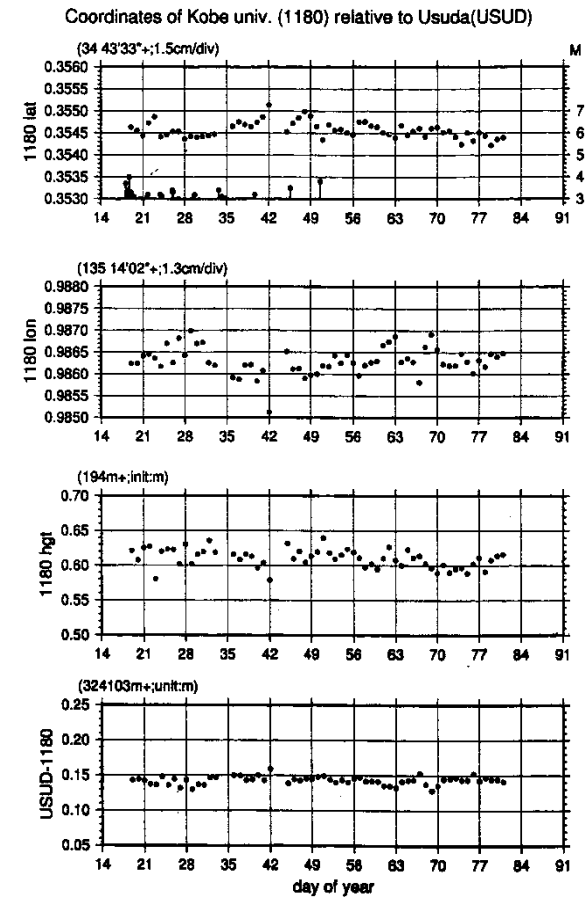 Coordinates of Kobe univ. (1180) relative to Usuda(USUD)
(34 43'33"+;1.5cm/div)
M
0.3560
0.3555
0.3550
0.3545
0.3540
0.3535
0.3530
7
6
5
4
3
1180 lat
14 21 28 35 42 49 56 63 70 77 84 91
(135 14'02"+;1.3cm/div)
0.9880
0.9875
0.9870
0.9865
0.9860
0.9855
0.9850
1180 lon
14 21 28 35 42 49 56 63 70 77 84 91
(194m+;init:m)
0.70
0.65
0.60
0.55
0.50
1180 hgt
14 21 28 35 42 49 56 63 70 77 84 91
(324103m+;unit:m)
0.25
0.20
0.15
0.10
0.05
USUD-1180
14 21 28 35 42 49 56 63 70 77 84 91
day of year